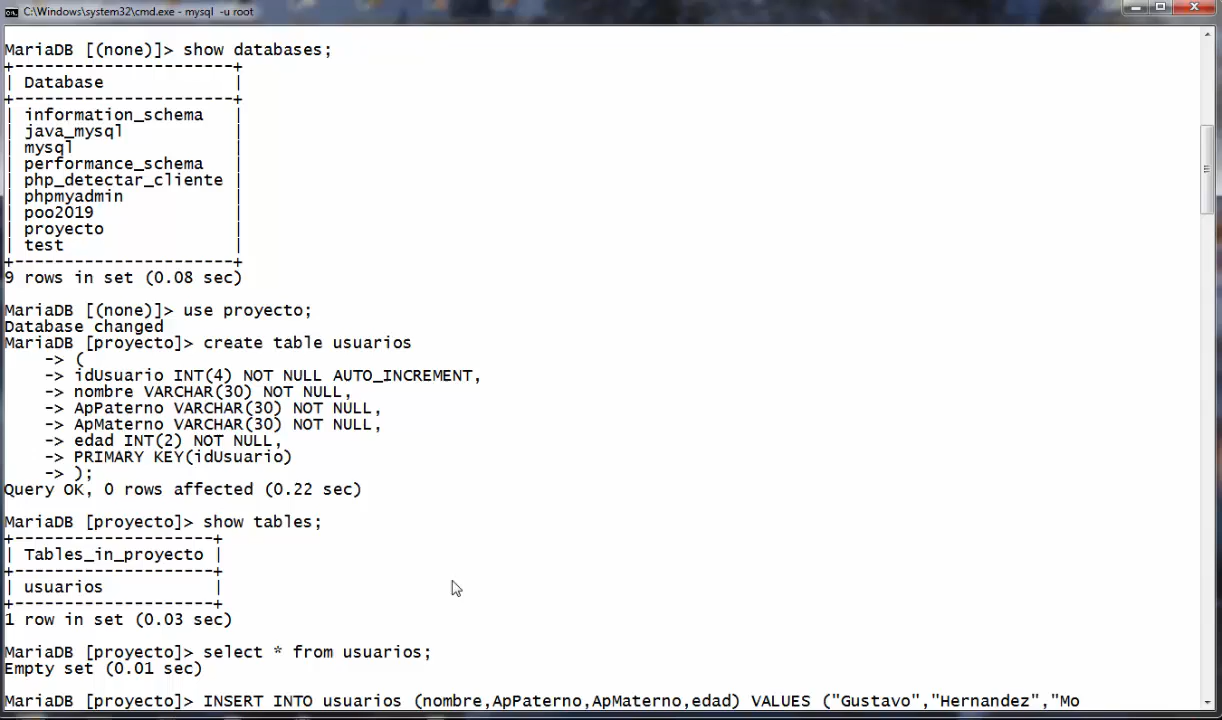 C:\Windows\system32\cmd.exe - mysql  -u root
MariaDB [(none)]> show databases;
+----------------------+
| Database             |
+----------------------+
| information_schema   |
| java_mysql           |
| mysql                |
| performance_schema   |
| php_detectar_cliente |
| phpmyadmin           |
| poo2019              |
| proyecto             |
| test                 |
+----------------------+
9 rows in set (0.08 sec)
MariaDB [(none)]> use proyecto;
Database changed
MariaDB [proyecto]> create table usuarios
    -> (
    -> idUsuario INT(4) NOT NULL AUTO_INCREMENT,
    -> nombre VARCHAR(30) NOT NULL,
    -> ApPaterno VARCHAR(30) NOT NULL,
    -> ApMaterno VARCHAR(30) NOT NULL,
    -> edad INT(2) NOT NULL,
    -> PRIMARY KEY(idUsuario)
    -> );
Query OK, 0 rows affected (0.22 sec)
MariaDB [proyecto]> show tables;
+--------------------+
| Tables_in_proyecto |
+--------------------+
| usuarios           |
+--------------------+
1 row in set (0.03 sec)
MariaDB [proyecto]> select * from usuarios;
Empty set (0.01 sec)
MariaDB [proyecto]> INSERT INTO usuarios (nombre,ApPaterno,ApMaterno,edad) VALUES ("Gustavo","Hernandez","Mo